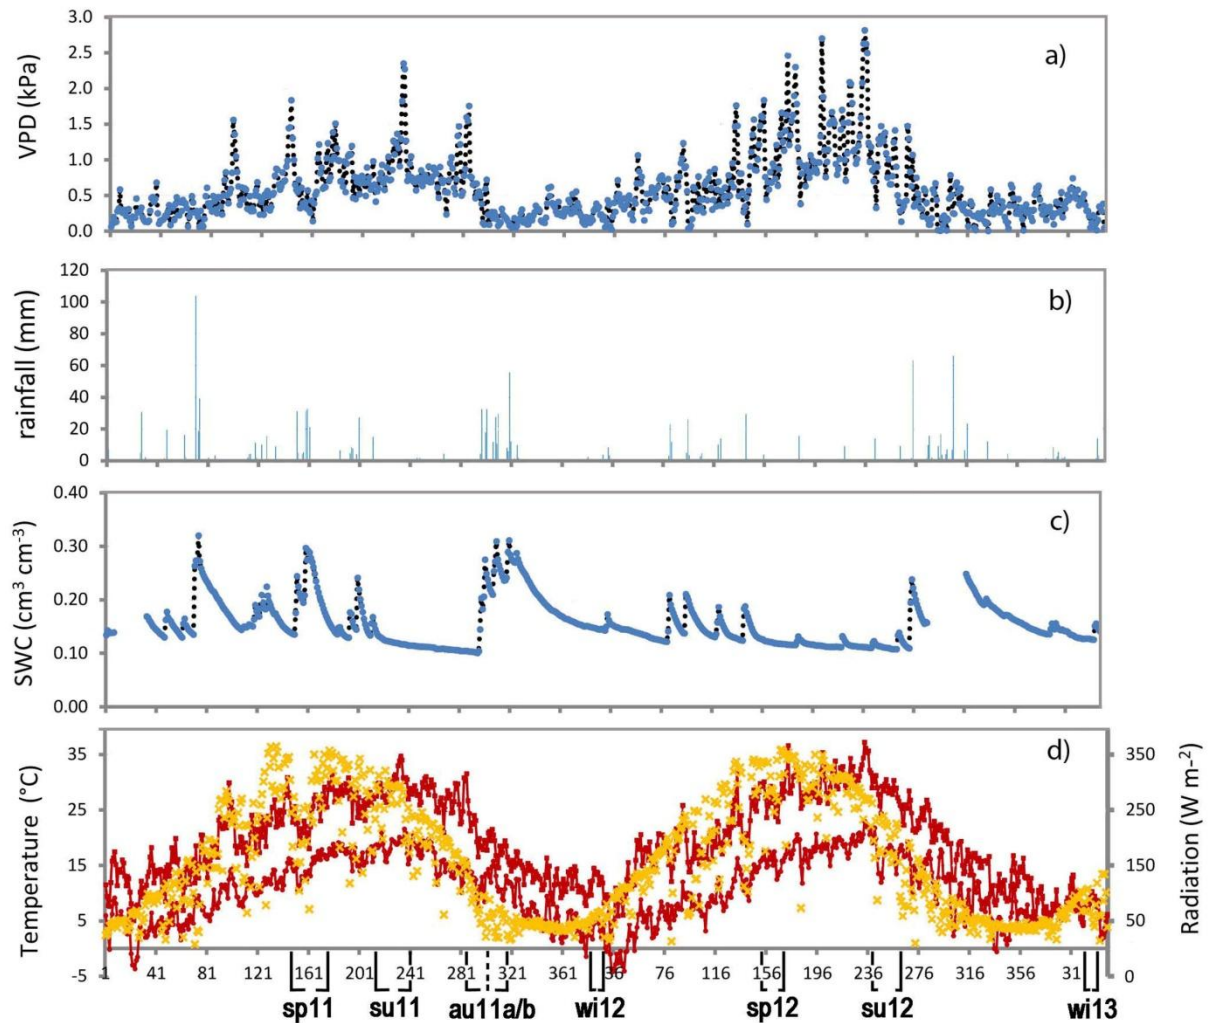 3.0
2.5
2.0
1.5
1.0
0.5
0.0
VPD (kPa)
a)
120
100
80
60
40
20
0
rainfall (mm)
b)
0.40
0.30
0.20
0.10
0.00
SWC (cm³ cm⁻³)
c)
35
25
15
5
-5
Temperature (°C)
d)
350
250
150
50
0
Radiation (W m⁻²)
1 41 81 121 161 201 241 281 321 361 36 76 116 156 196 236 276 316 356 31
sp11 su11 au11a/b wi12 sp12 su12 wi13